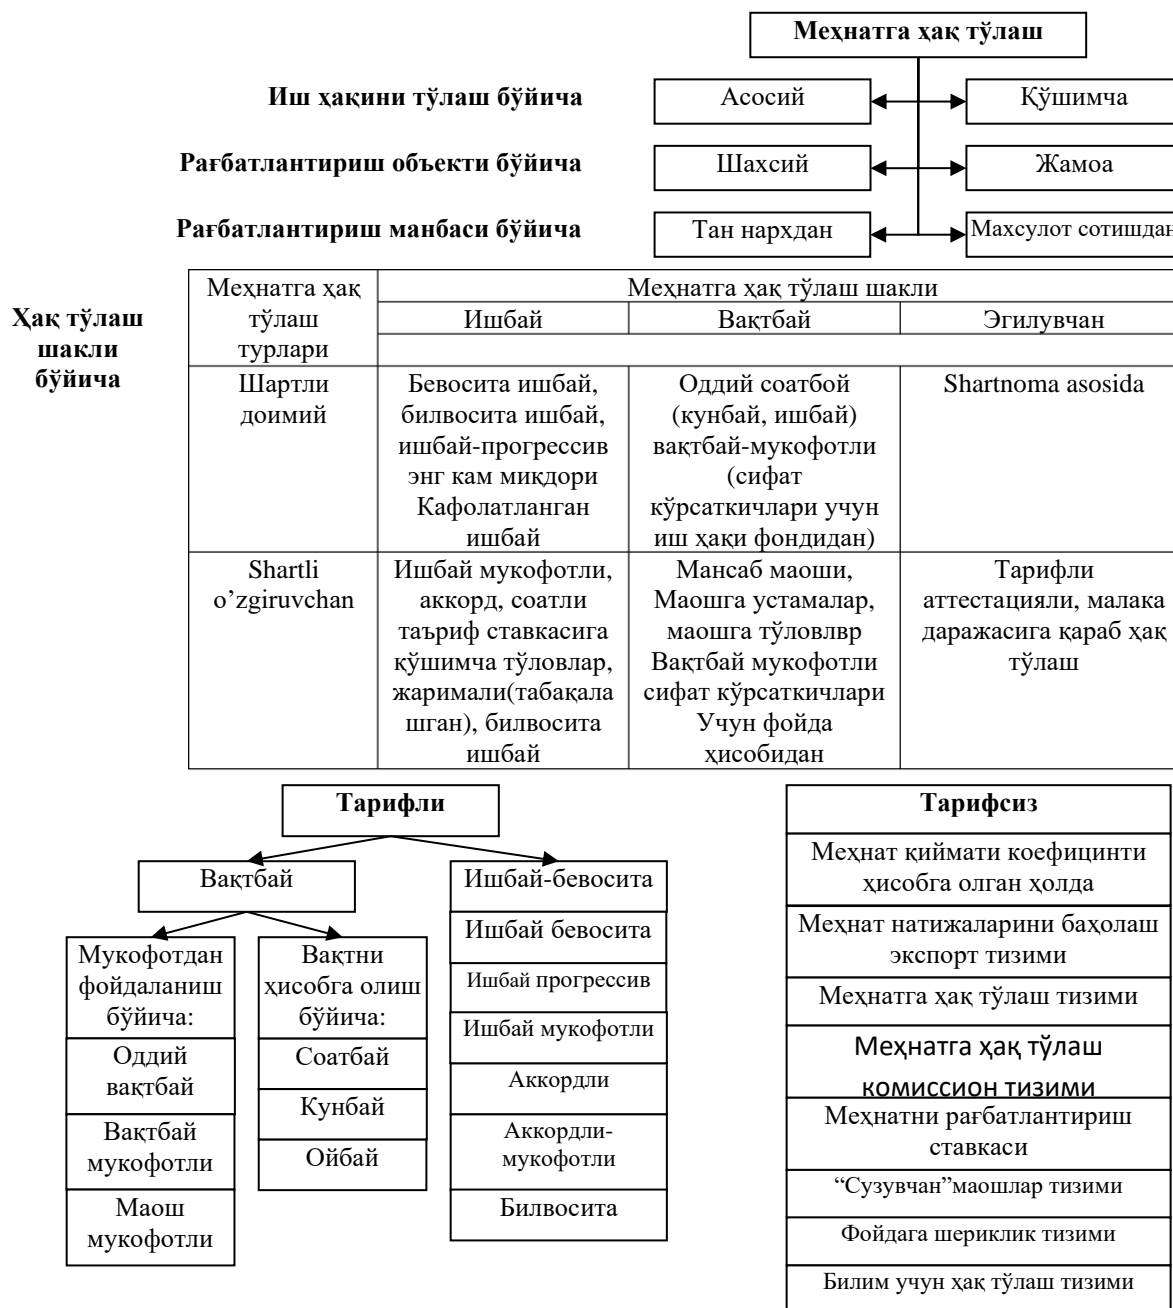 Меҳнатга ҳақ тўлаш
Иш ҳақини тўлаш бўйича
Асосий
Қўшимча
Рағбатлантириш объекти бўйича
Шахсий
Жамоа
Рағбатлантириш манбаси бўйича
Тан нархдан
Махсулот сотишдан
Ҳақ тўлаш
шакли
бўйича
Меҳнатга ҳақ
тўлаш
турлари
Меҳнатга ҳақ тўлаш шакли
Ишбай
Вақтбай
Эгилувчан
Шартли
доимий
Бевосита ишбай,
билвосита ишбай,
ишбай-прогрессив
энг кам миқдори
Кафолатланган
ишбай
Оддий соатбой
(кунбай, ишбай)
вақтбай-мукофотли
(сифат
кўрсаткичлари учун
иш ҳақи фондидан)
Shartnoma asosida
Shartli
o’zgiruvchan
Ишбай мукофотли,
аккорд, соатли
таъриф ставкасига
қўшимча тўловлар,
жаримали(табақала
шган), билвосита
ишбай
Мансаб маоши,
Маошга устамалар,
маошга тўловлвр
Вақтбай мукофотли
сифат кўрсаткичлари
Учун фойда
ҳисобидан
Тарифли
аттестацияли, малака
даражасига қараб ҳақ
тўлаш
Тарифли
Вақтбай
Мукофотдан
фойдаланиш
бўйича:
Оддий
вақтбай
Вақтбай
мукофотли
Маош
мукофотли
Вақтни
ҳисобга олиш
бўйича:
Соатбай
Кунбай
Ойбай
Ишбай-бевосита
Ишбай бевосита
Ишбай прогрессив
Ишбай мукофотли
Аккордли
Аккордли-
мукофотли
Билвосита
Тарифсиз
Меҳнат қиймати коефицинти
ҳисобга олган ҳолда
Меҳнат натижаларини баҳолаш
экспорт тизими
Меҳнатга ҳақ тўлаш тизими
Меҳнатга ҳақ тўлаш
комиссион тизими
Меҳнатни рағбатлантириш
ставкаси
“Сузувчан”маошлар тизими
Фойдага шериклик тизими
Билим учун ҳақ тўлаш тизими